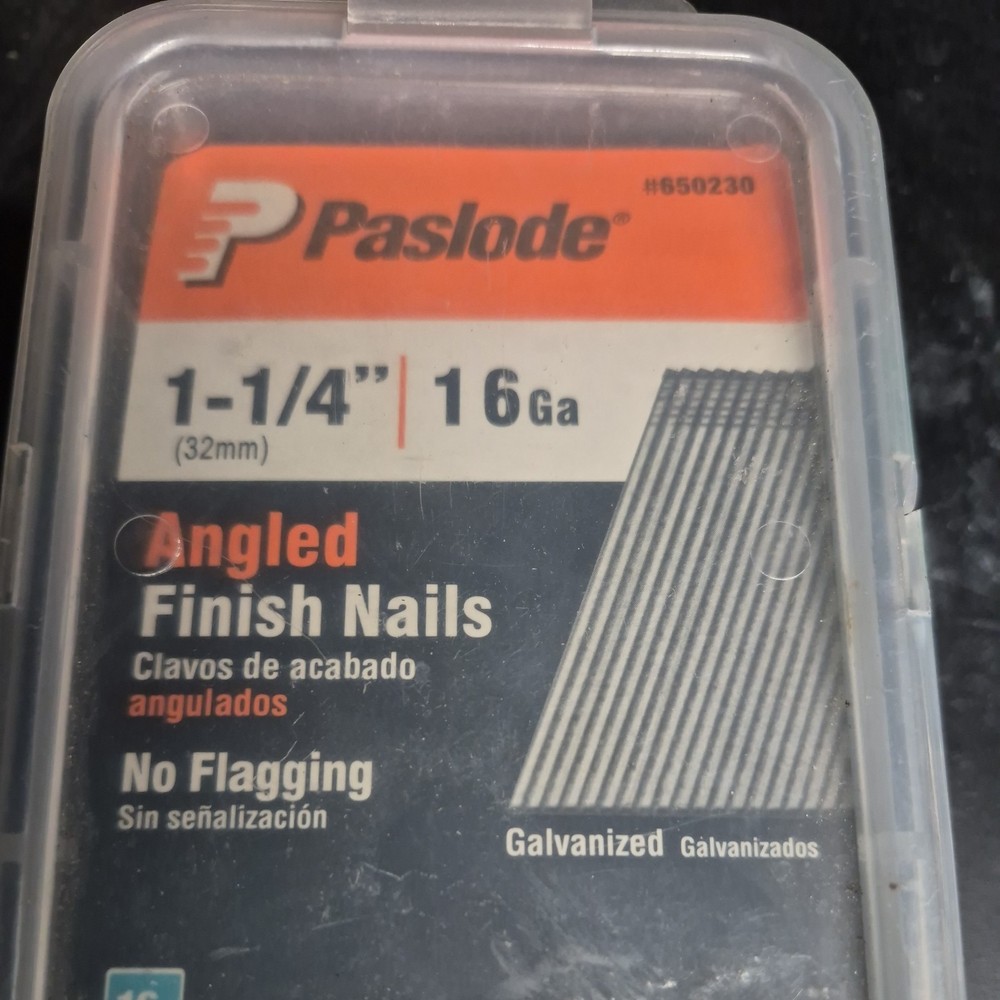 #650230
Paslode®
1-1/4” 16Ga
(32mm)
Angled
Finish Nails
Clavos de acabado
angulados
No Flagging
Sin señalización
Galvanized Galvanizados